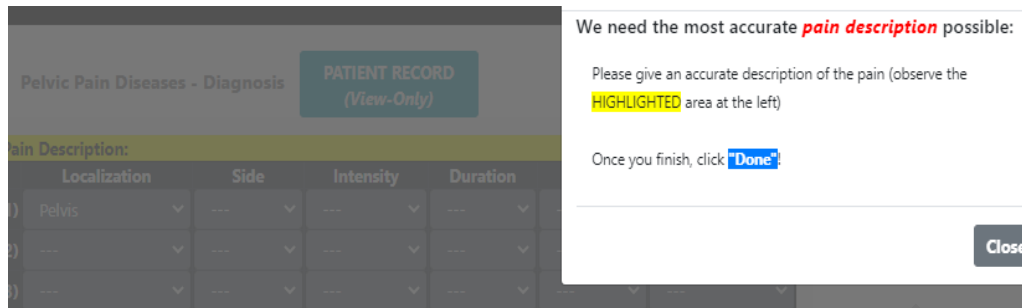 We need the most accurate pain description possible:
Please give an accurate description of the pain (observe the
HIGHLIGHTED area at the left)
Once you finish, click "Done"!
Close
Pelvic Pain Diseases - Diagnosis
PATIENT RECORD
(View-Only)
Pain Description:
Localization Side Intensity Duration
1) Pelvis --- --- ---
2) --- --- --- --- --- ---
3) --- --- --- --- --- ---